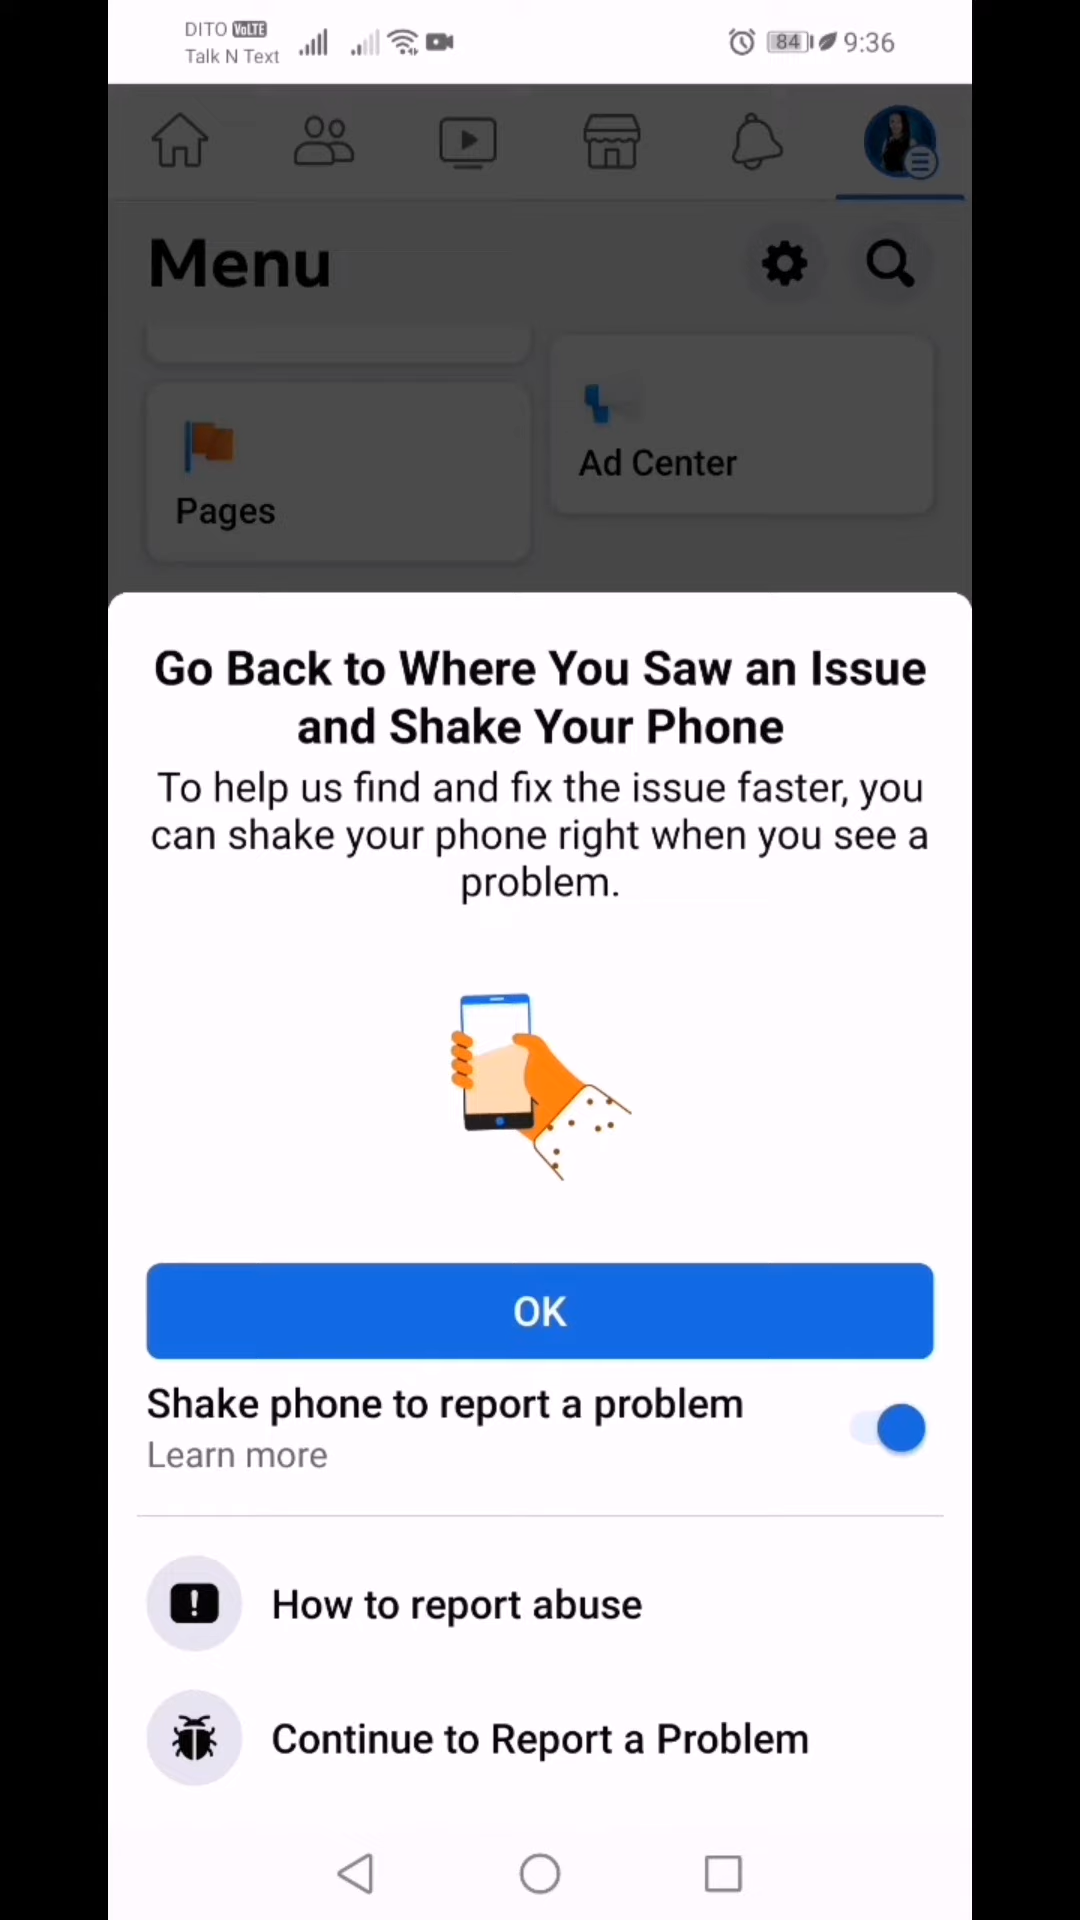 DITO VoLTE
Talk N Text
84
9:36
Menu
Ad Center
Pages
Go Back to Where You Saw an Issue
and Shake Your Phone
To help us find and fix the issue faster, you
can shake your phone right when you see a
problem.
OK
Shake phone to report a problem
Learn more
How to report abuse
Continue to Report a Problem